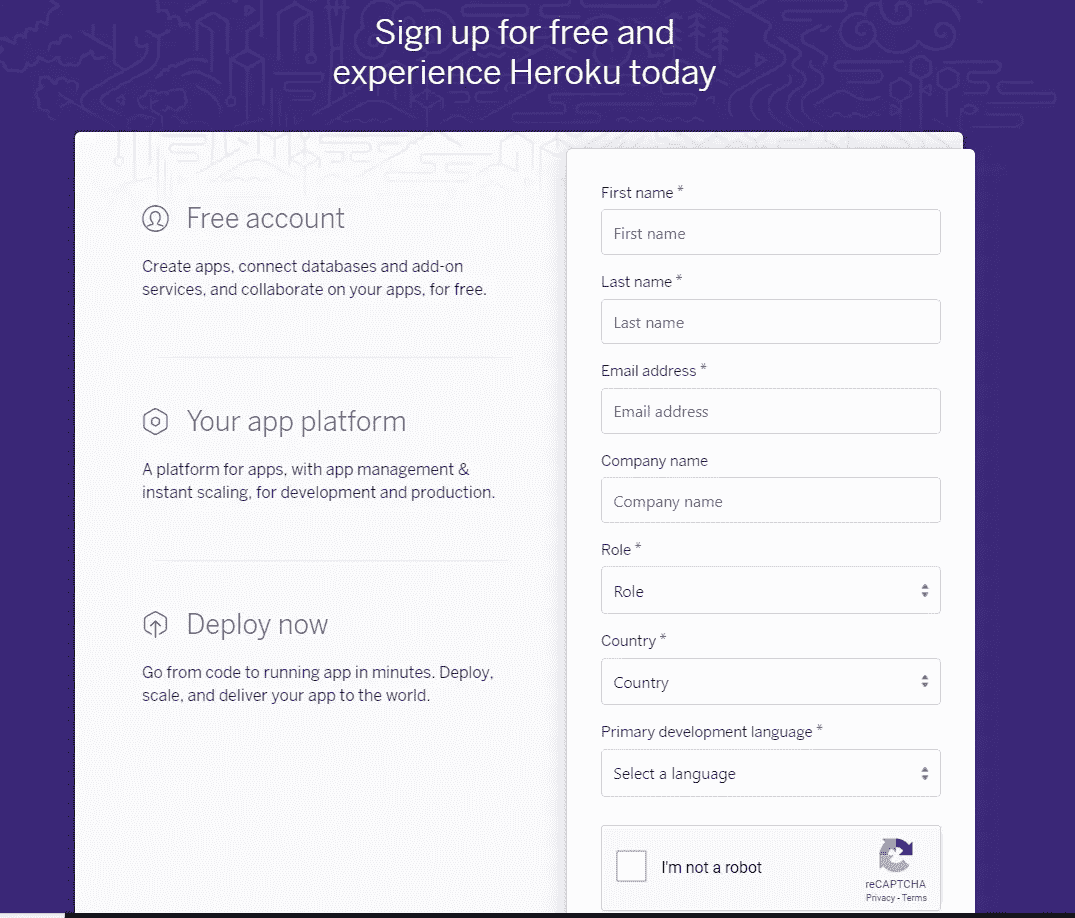 Sign up for free and
experience Heroku today
Free account
Create apps, connect databases and add-on
services, and collaborate on your apps, for free.
Your app platform
A platform for apps, with app management &
instant scaling, for development and production.
Deploy now
Go from code to running app in minutes. Deploy,
scale, and deliver your app to the world.
First name *
First name
Last name *
Last name
Email address *
Email address
Company name
Company name
Role *
Role
Country *
Country
Primary development language *
Select a language
I'm not a robot
reCAPTCHA
Privacy - Terms